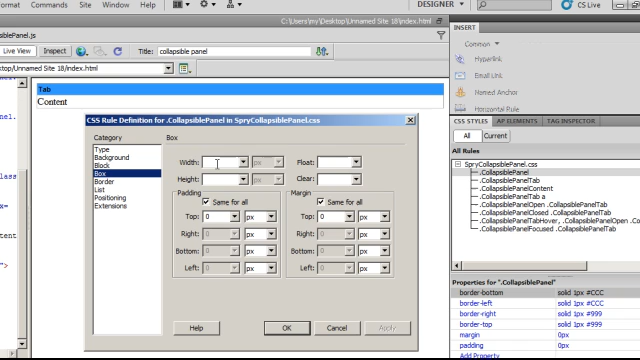 ormat Commands Site Window Help DESIGNER CS Live
C:\Users\my\Desktop\Unnamed Site 18\index.html
siblePanel.js
Live View Inspect Title: collapsible panel
ktop/Unnamed Site 18/index.html
INSERT
Common
Hyperlink
Email Link
Named Anchor
Horizontal Rule
Tab
Content
nel.
lass
x=
tent
">
CSS Rule Definition for .CollapsiblePanel in SpryCollapsiblePanel.css
Category
Type
Background
Block
Box
Border
List
Positioning
Extensions
Box
Width: px Float:
Height: px Clear:
Padding
Same for all
Top: 0 px
Right: 0 px
Bottom: 0 px
Left: 0 px
Margin
Same for all
Top: 0 px
Right: 0 px
Bottom: 0 px
Left: 0 px
Help OK Cancel Apply
CSS STYLES AP ELEMENTS TAG INSPECTOR
All Current
All Rules
SpryCollapsiblePanel.css
.CollapsiblePanel
.CollapsiblePanelTab
.CollapsiblePanelContent
.CollapsiblePanelTab a
.CollapsiblePanelOpen .CollapsiblePanelTab
.CollapsiblePanelClosed .CollapsiblePanelTab
.CollapsiblePanelTabHover, .CollapsiblePanelOpen .Co
.CollapsiblePanelFocused .CollapsiblePanelTab
Properties for ".CollapsiblePanel"
border-bottom solid 1px #CCC
border-left solid 1px #CCC
border-right solid 1px #999
border-top solid 1px #999
margin 0px
padding 0px
Add Property